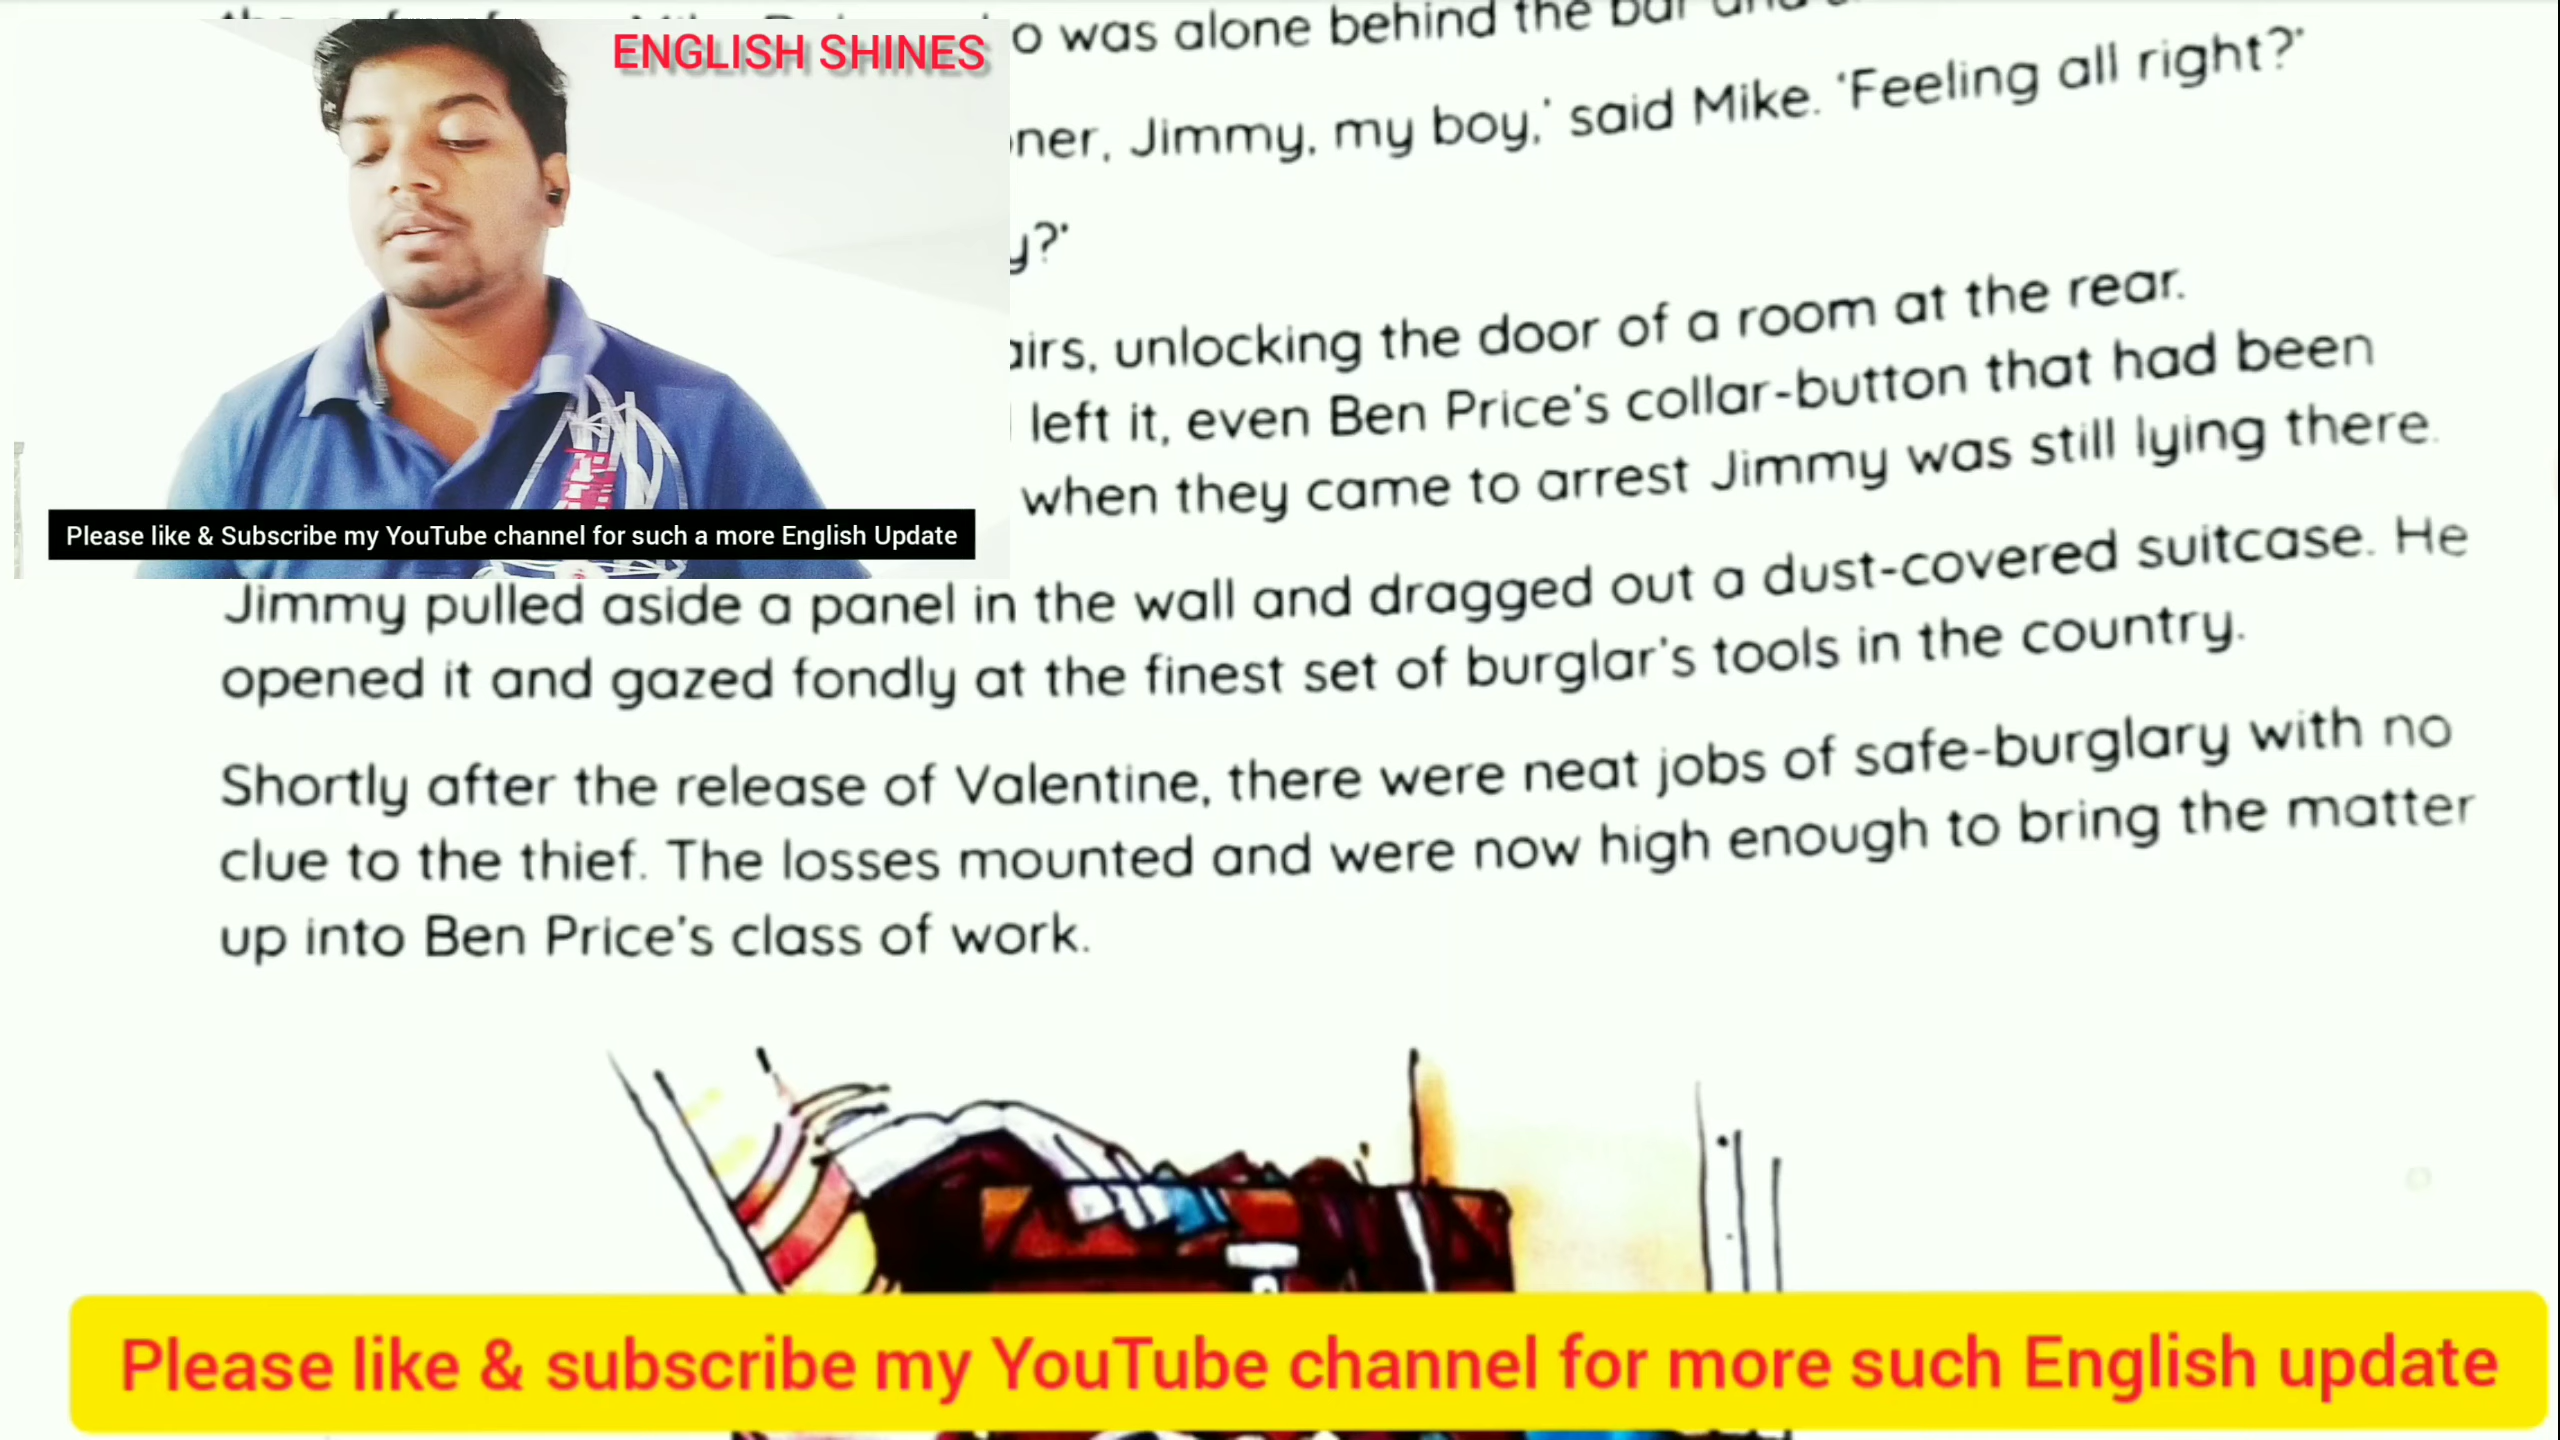 ENGLISH SHINES
was alone behind the bar
Jimmy, my boy,' said Mike. 'Feeling all right?'
unlocking the door of a room at the rear.
left it, even Ben Price's collar-button that had been
when they came to arrest Jimmy was still lying there.
Please like & Subscribe my YouTube channel for such a more English Update
Jimmy pulled aside a panel in the wall and dragged out a dust-covered suitcase. He
opened it and gazed fondly at the finest set of burglar's tools in the country.
Shortly after the release of Valentine, there were neat jobs of safe-burglary with no
clue to the thief. The losses mounted and were now high enough to bring the matter
up into Ben Price's class of work.
Please like & subscribe my YouTube channel for more such English update